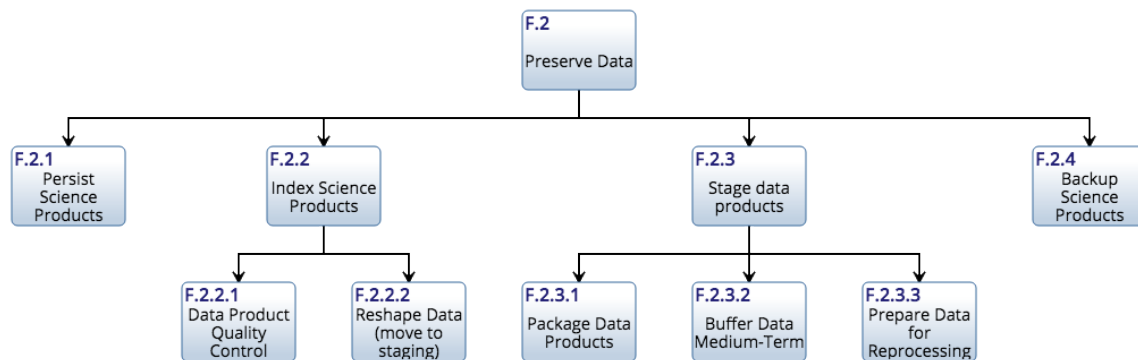 F.2
Preserve Data
F.2.1
Persist
Science
Products
F.2.2
Index Science
Products
F.2.3
Stage data
products
F.2.4
Backup
Science
Products
F.2.2.1
Data Product
Quality
Control
F.2.2.2
Reshape Data
(move to
staging)
F.2.3.1
Package Data
Products
F.2.3.2
Buffer Data
Medium-Term
F.2.3.3
Prepare Data
for
Reprocessing